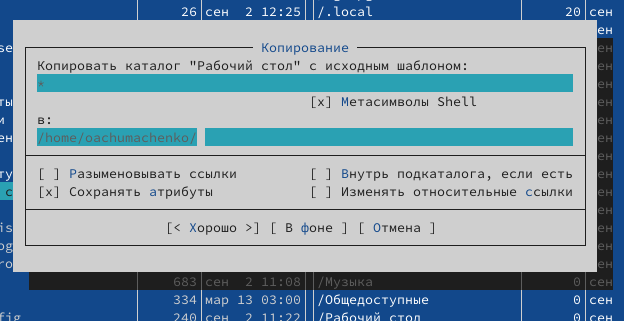 26 сен  2 12:25  /.local  20 сен
Копирование
Копировать каталог "Рабочий стол" с исходным шаблоном:
*
[x] Метасимволы Shell
в:
/home/oachumachenko/
[ ] Разыменовывать ссылки  [ ] Внутрь подкаталога, если есть
[x] Сохранять атрибуты  [ ] Изменять относительные ссылки
[< Хорошо >] [ В фоне ] [ Отмена ]
683 сен  2 11:08  /Музыка  0 сен
334 мар 13 03:00  /Общедоступные  0 сен
fig  240 сен  2 11:22  /Рабочий стол  0 сен